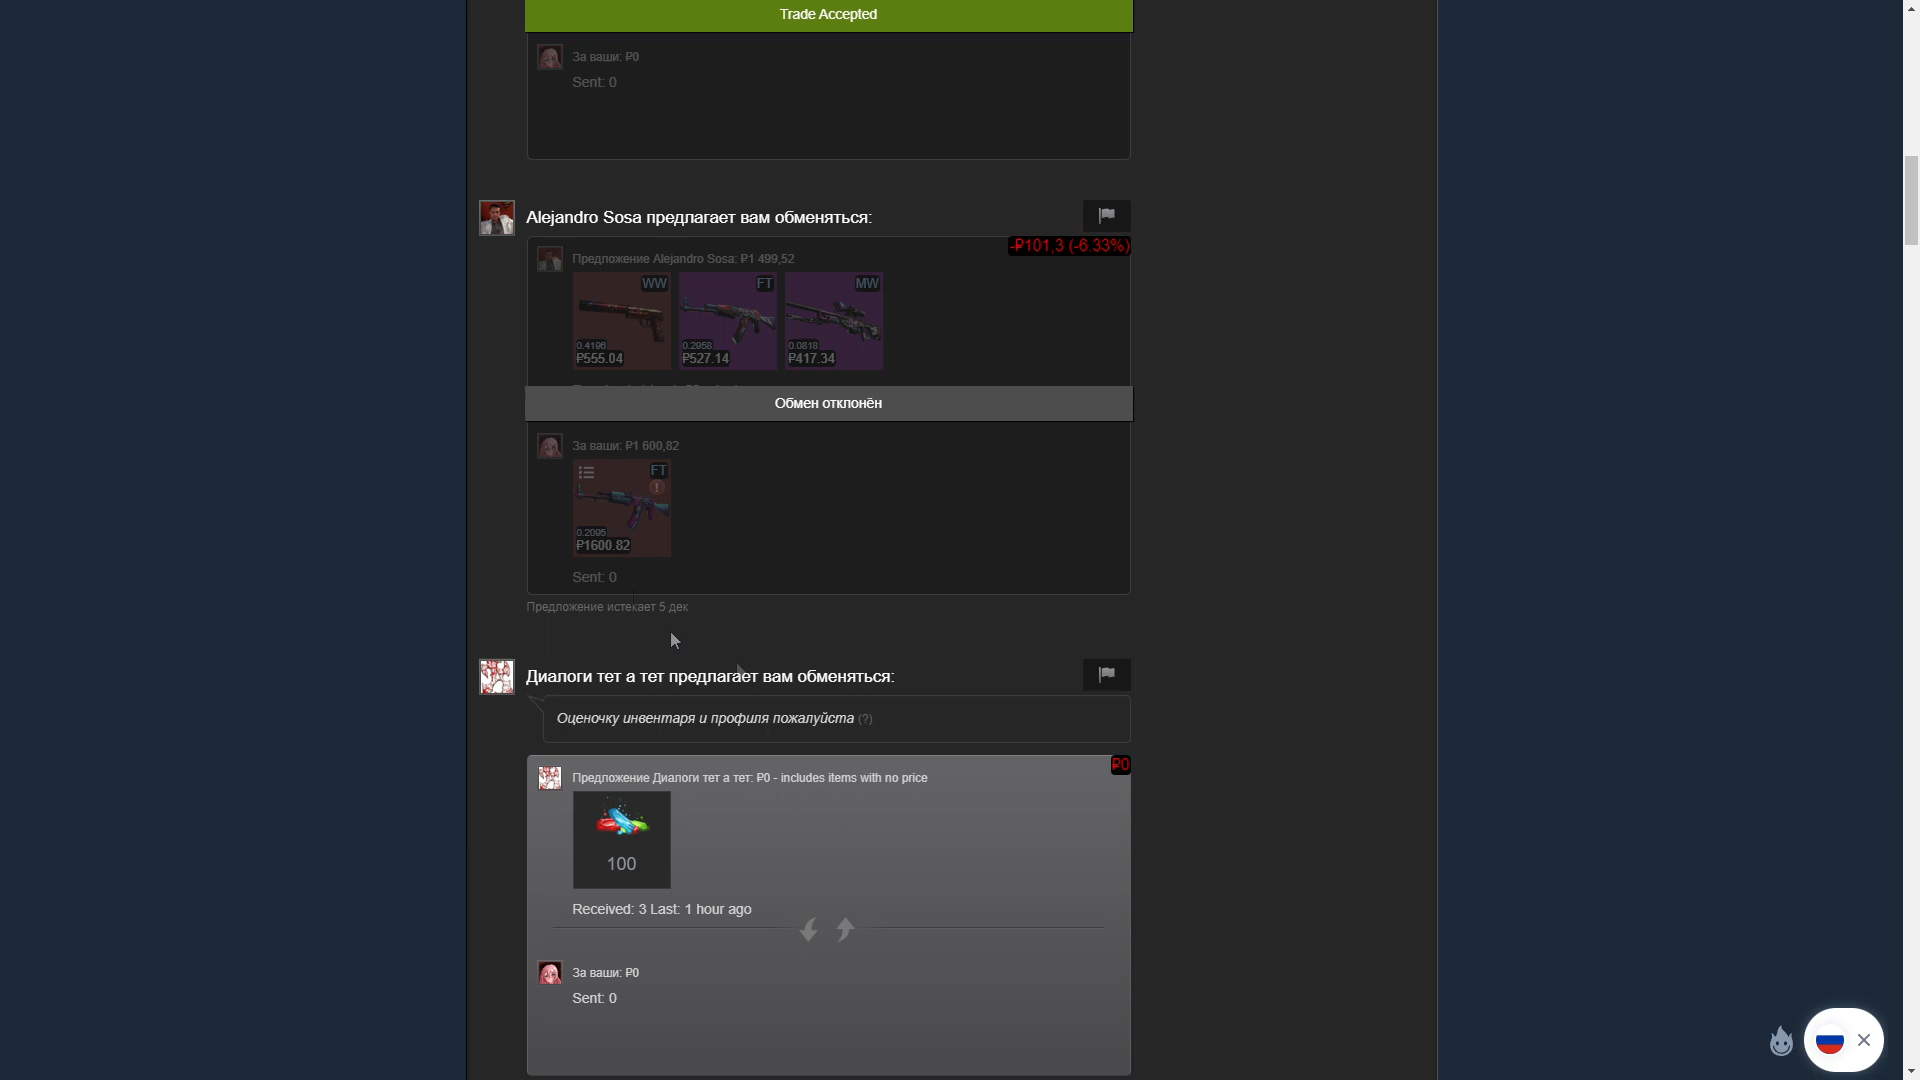 Trade Accepted
За ваши: ₽0
Sent: 0
Alejandro Sosa предлагает вам обменяться:
-₽101,3 (-6.33%)
Предложение Alejandro Sosa: ₽1 499,52
WW
FT
MW
0.4196
0.2958
0.0818
₽555.04
₽527.14
₽417.34
Обмен отклонён
За ваши: ₽1 600,82
FT
0.2095
₽1600.82
Sent: 0
Предложение истекает 5 дек
Диалоги тет а тет предлагает вам обменяться:
Оценочку инвентаря и профиля пожалуйста (?)
₽0
Предложение Диалоги тет а тет: ₽0 - includes items with no price
100
Received: 3 Last: 1 hour ago
За ваши: ₽0
Sent: 0